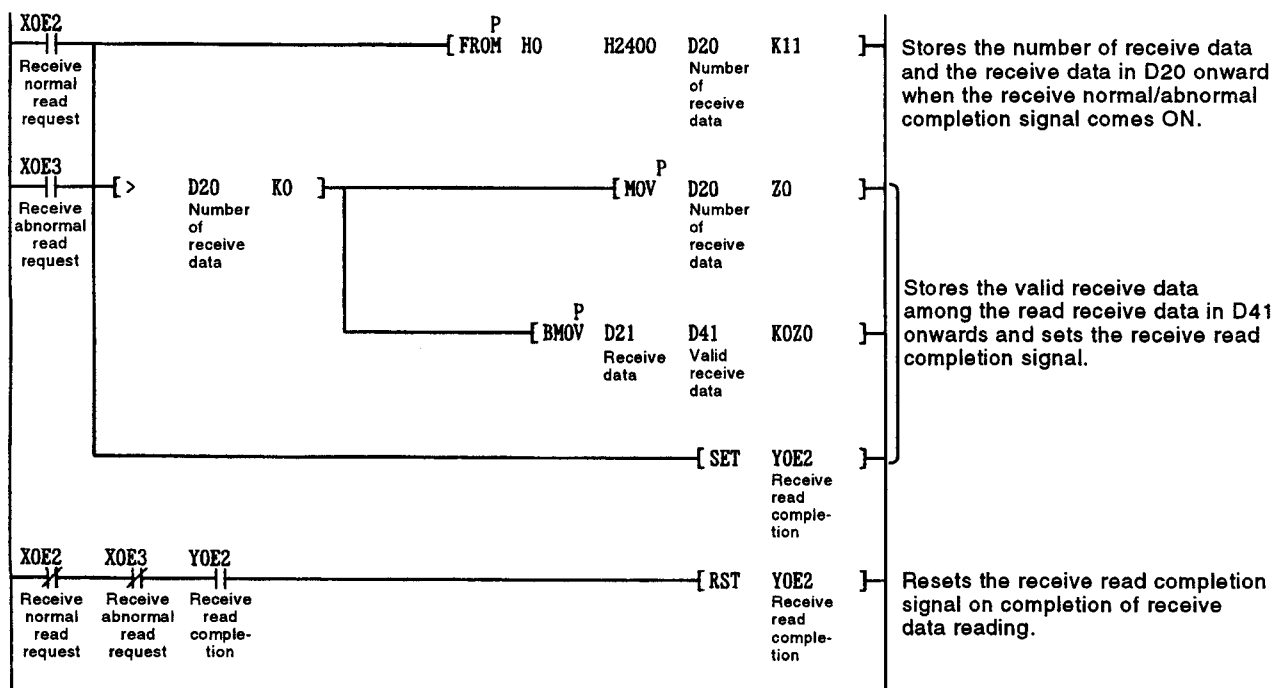 X0E2
P
[ FROM H0 H2400 D20 K11 ]
Receive
normal
read
request
Number
of
receive
data
Stores the number of receive data
and the receive data in D20 onward
when the receive normal/abnormal
completion signal comes ON.
X0E3
P
[ > D20 K0 ]
[ MOV D20 Z0 ]
Receive
abnormal
read
request
Number
of
receive
data
Number
of
receive
data
P
[ BMOV D21 D41 K0Z0 ]
Receive
data
Valid
receive
data
Stores the valid receive data
among the read receive data in D41
onwards and sets the receive read
completion signal.
[ SET Y0E2 ]
Receive
read
comple-
tion
X0E2 X0E3 Y0E2
[ RST Y0E2 ]
Receive
normal
read
request
Receive
abnormal
read
request
Receive
read
comple-
tion
Receive
read
comple-
tion
Resets the receive read completion
signal on completion of receive
data reading.